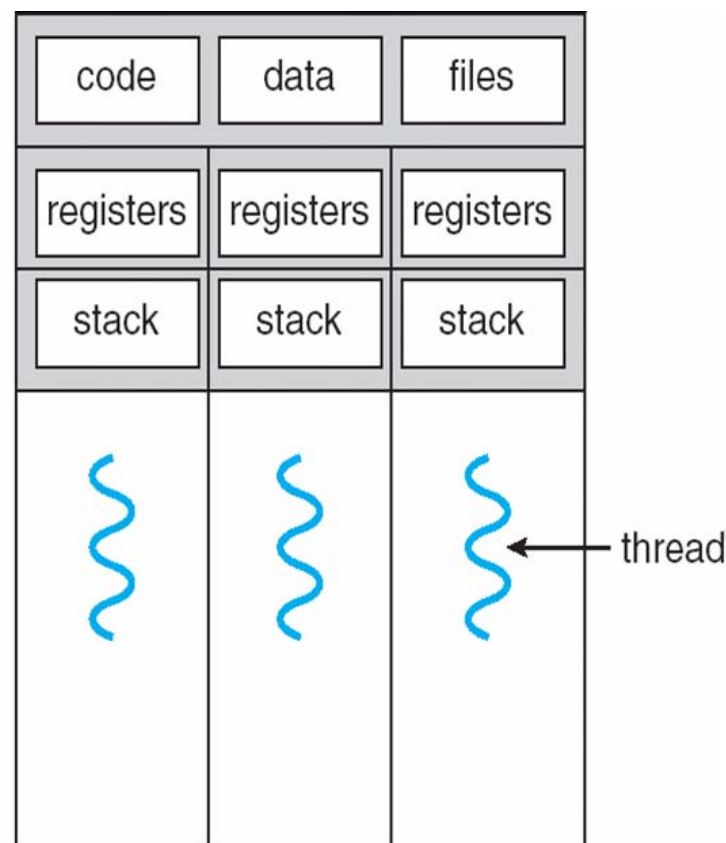 code data files
registers registers registers
stack stack stack
thread